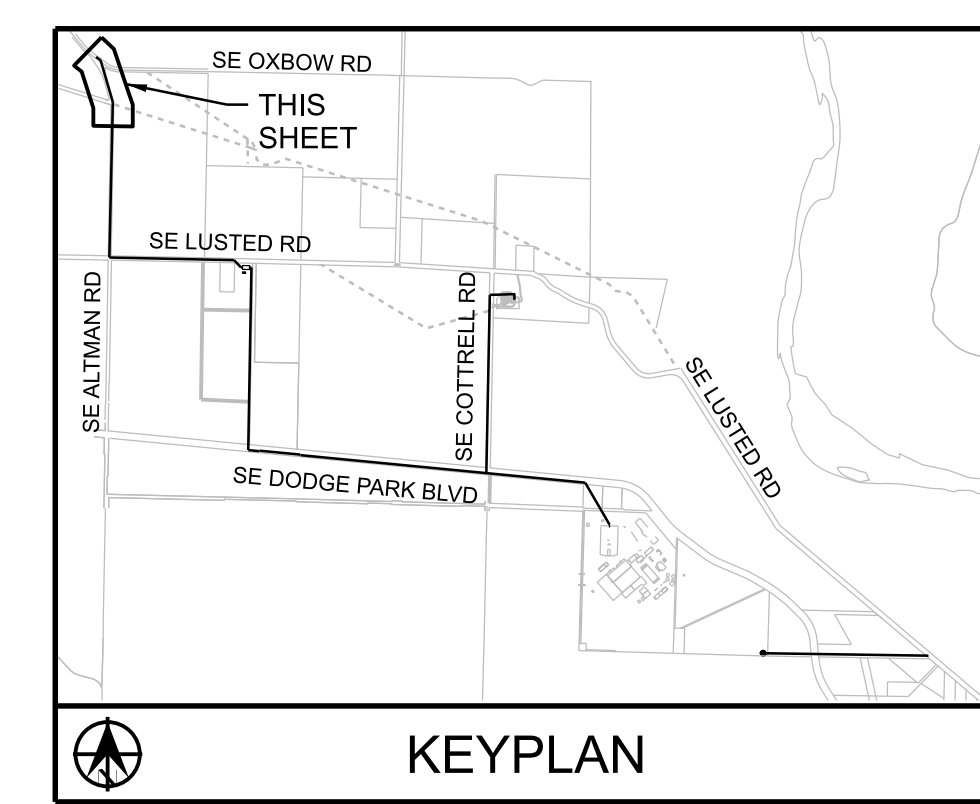 SE OXBOW RD
THIS
SHEET
SE LUSTED RD
SE ALTMAN RD
SE COTTRELL RD
SE LUSTED RD
SE DODGE PARK BLVD
KEYPLAN